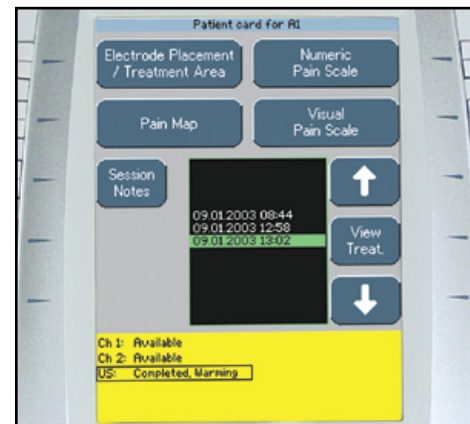 Patient card for A1
Electrode Placement
/ Treatment Area
Numeric
Pain Scale
Pain Map
Visual
Pain Scale
Session
Notes
09.01.2003 08:44
09.01.2003 12:58
09.01.2003 13:02
View
Treat.
Ch 1: Available
Ch 2: Available
US: Completed, Warming